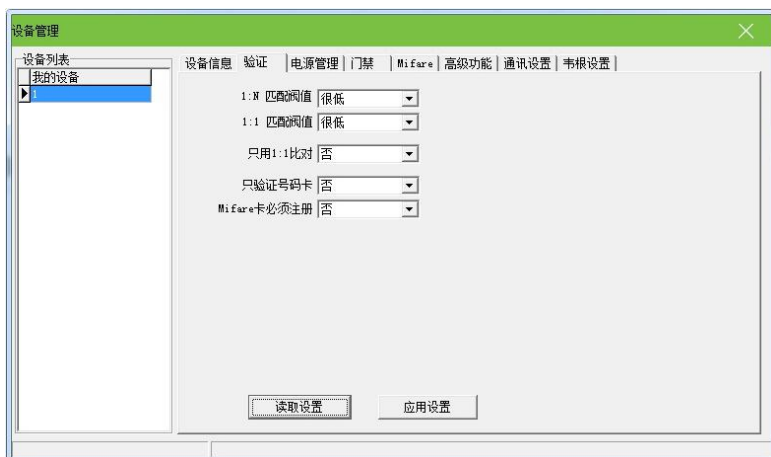 设备管理
设备列表
我的设备
1
设备信息 验证 电源管理 门禁 Mifare 高级功能 通讯设置 韦根设置
1:N 匹配阀值 很低
1:1 匹配阀值 很低
只用1:1比对 否
只验证号码卡 否
Mifare卡必须注册 否
读取设置 应用设置